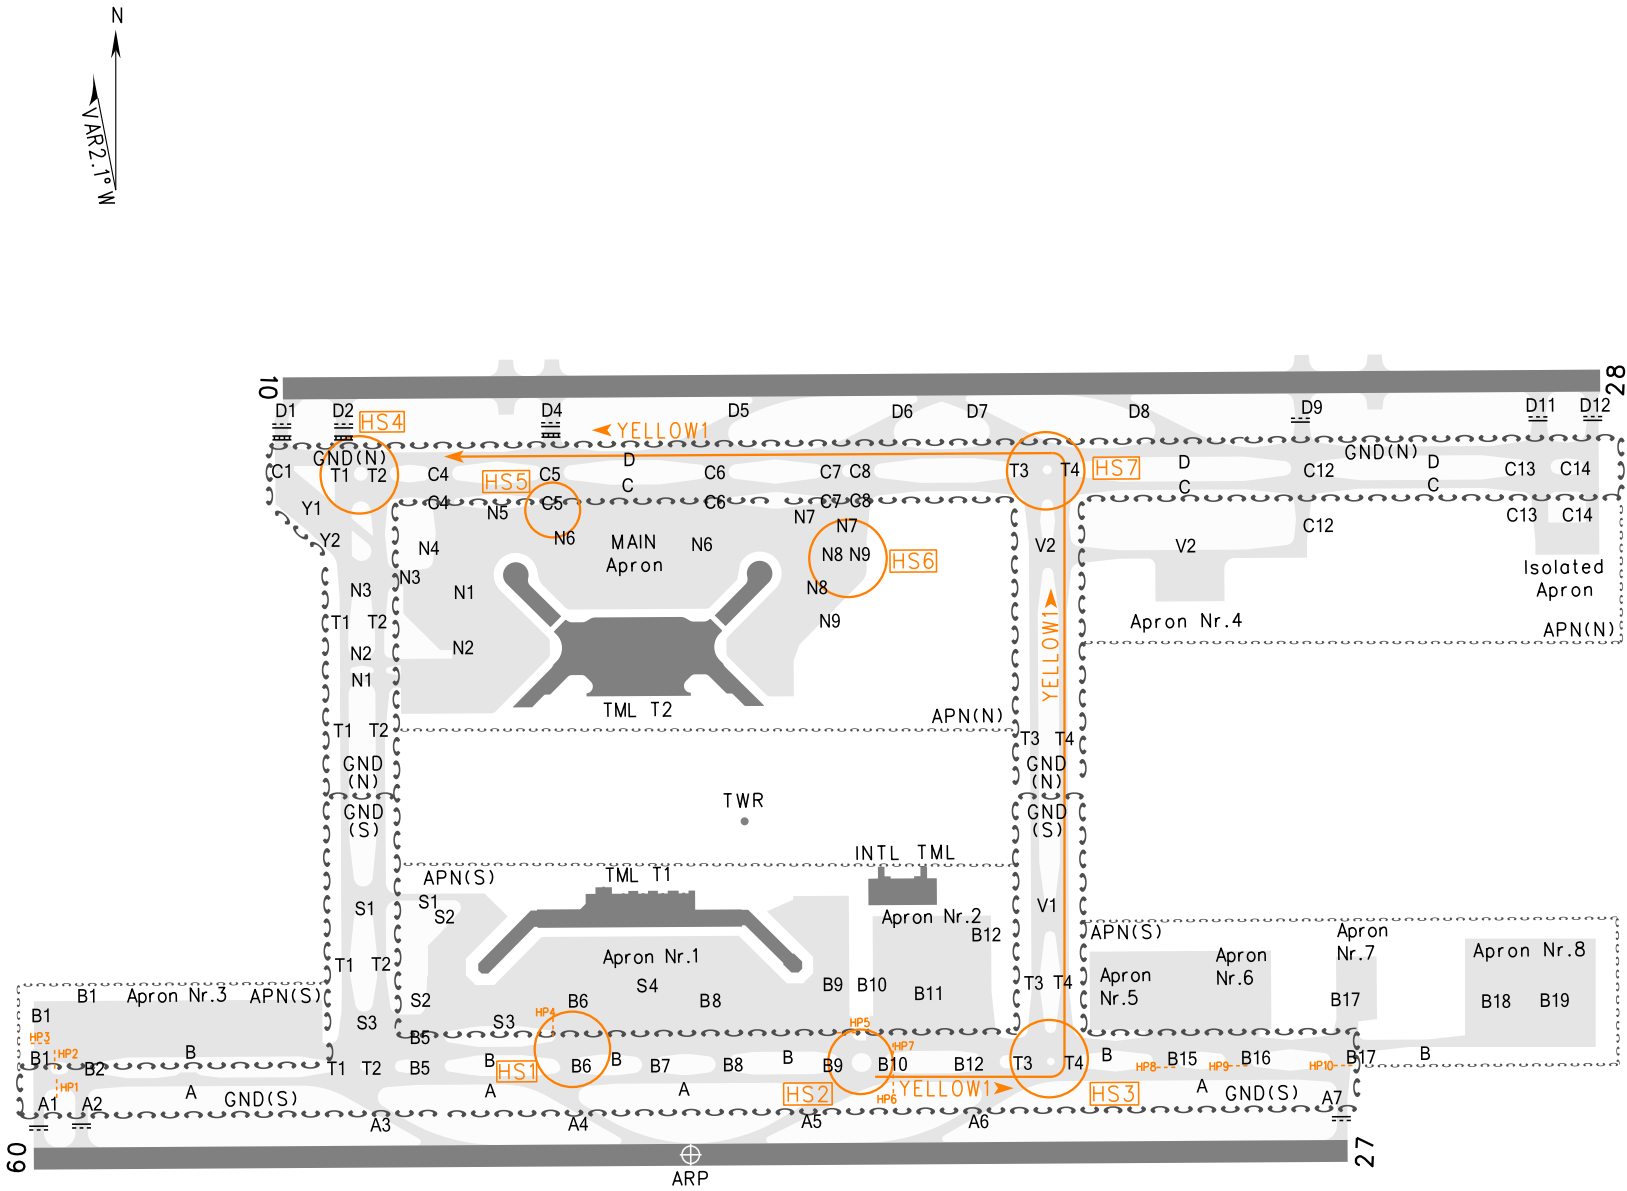 N
VAR2.1°W
10
28
D1
D2
HS4
D4
D5
D6
D7
D8
D9
D11
D12
YELLOW1
GND(N)
C1
T1
T2
C4
HS5
C5
D
C
C6
C7
C8
T3
T4
HS7
D
C
C12
GND(N)
D
C
C13
C14
C4
C5
C6
C7
C8
Y1
N5
N7
N7
C12
C13
C14
Y2
N4
N6
MAIN
Apron
N6
N8
N9
HS6
V2
V2
N3
N3
N1
N8
Isolated
Apron
T1
T2
N9
YELLOW1
Apron Nr.4
APN(N)
N2
N2
N1
TML T2
APN(N)
T1
T2
T3
T4
GND
(N)
GND
(N)
GND
(S)
TWR
GND
(S)
INTL TML
APN(S)
TML T1
S1
S1
S2
Apron Nr.2
V1
B12
APN(S)
Apron
Nr.7
Apron Nr.8
T1
T2
Apron Nr.1
Apron
Nr.5
Apron
Nr.6
B1
Apron Nr.3
APN(S)
S2
B6
S4
B8
B9
B10
B11
T3
T4
B17
B18
B19
B1
S3
S3
HP4
HP5
HP3
B5
HP7
B1
HP2
B2
B
T1
T2
B5
B
HS1
B6
B
B7
B8
B
B9
B10
B12
T3
T4
B
HP8
B15
HP9
B16
HP10
B17
B
HP1
A
A
A
HS2
HP6
YELLOW1
HS3
A
GND(S)
A7
A1
A2
GND(S)
A3
A4
A5
A6
09
27
ARP